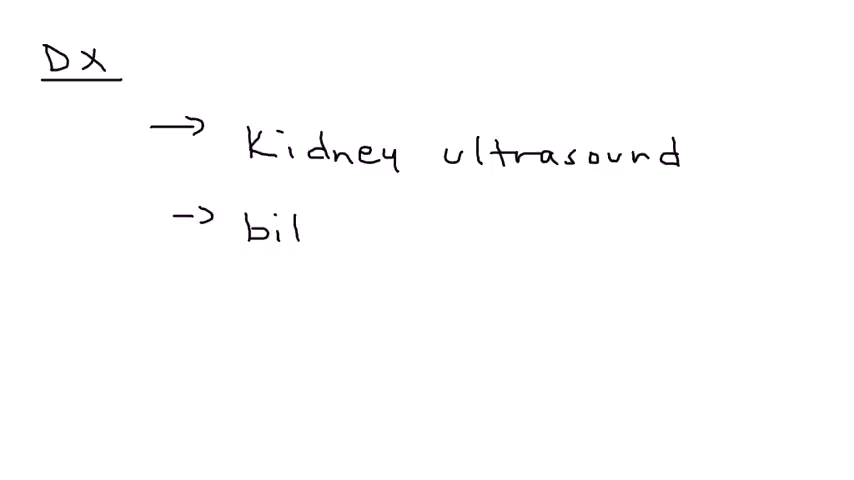 DX
→ Kidney ultrasound
→ bil